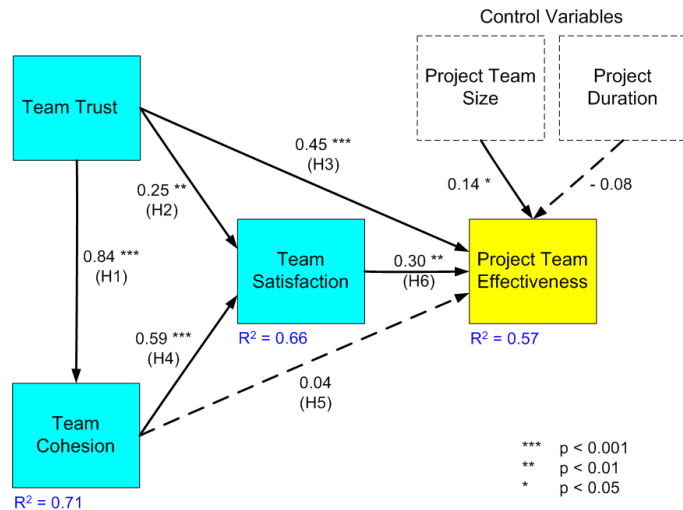 Control Variables
Project Team
Size
Project
Duration
Team Trust
0.45 ***
(H3)
0.14 *
- 0.08
0.25 **
(H2)
0.84 ***
(H1)
Team
Satisfaction
0.30 **
(H6)
Project Team
Effectiveness
R² = 0.66
R² = 0.57
0.59 ***
(H4)
0.04
(H5)
Team
Cohesion
R² = 0.71
*** p < 0.001
** p < 0.01
* p < 0.05